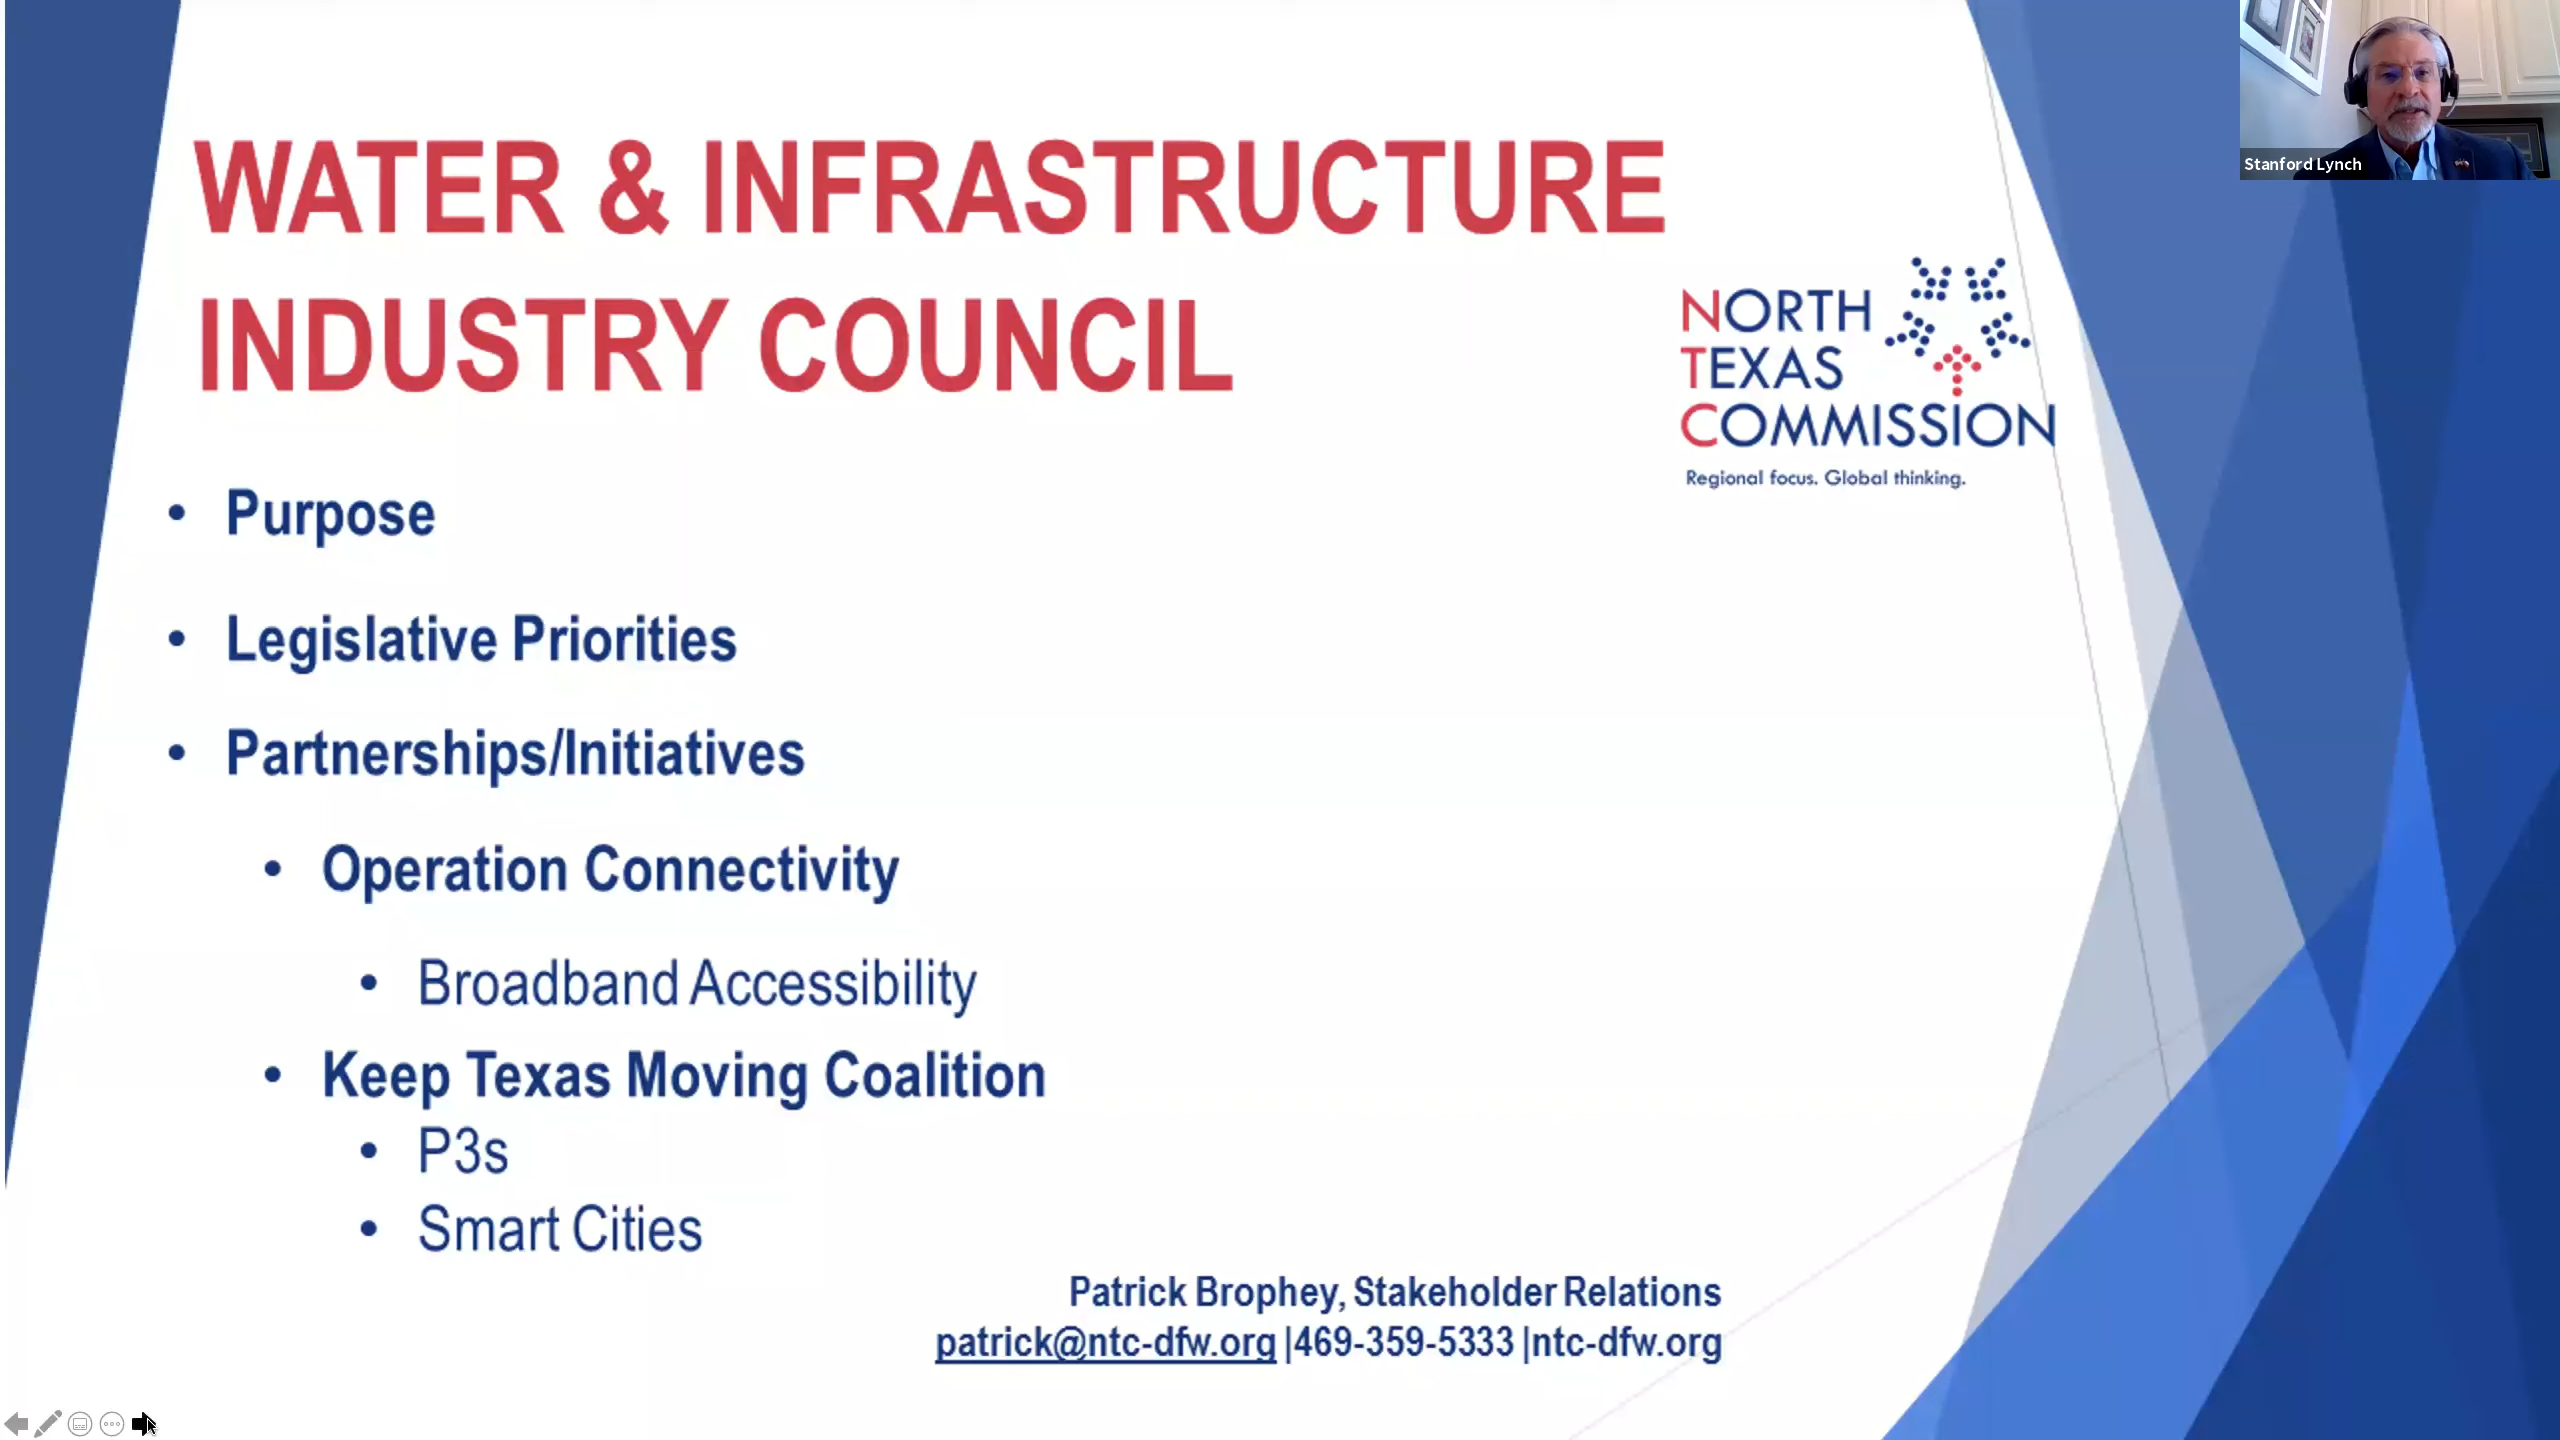 Stanford Lynch
WATER & INFRASTRUCTURE
INDUSTRY COUNCIL
NORTH
TEXAS
COMMISSION
Regional focus. Global thinking.
• Purpose
• Legislative Priorities
• Partnerships/Initiatives
• Operation Connectivity
• Broadband Accessibility
• Keep Texas Moving Coalition
• P3s
• Smart Cities
Patrick Brophey, Stakeholder Relations
patrick@ntc-dfw.org |469-359-5333 |ntc-dfw.org